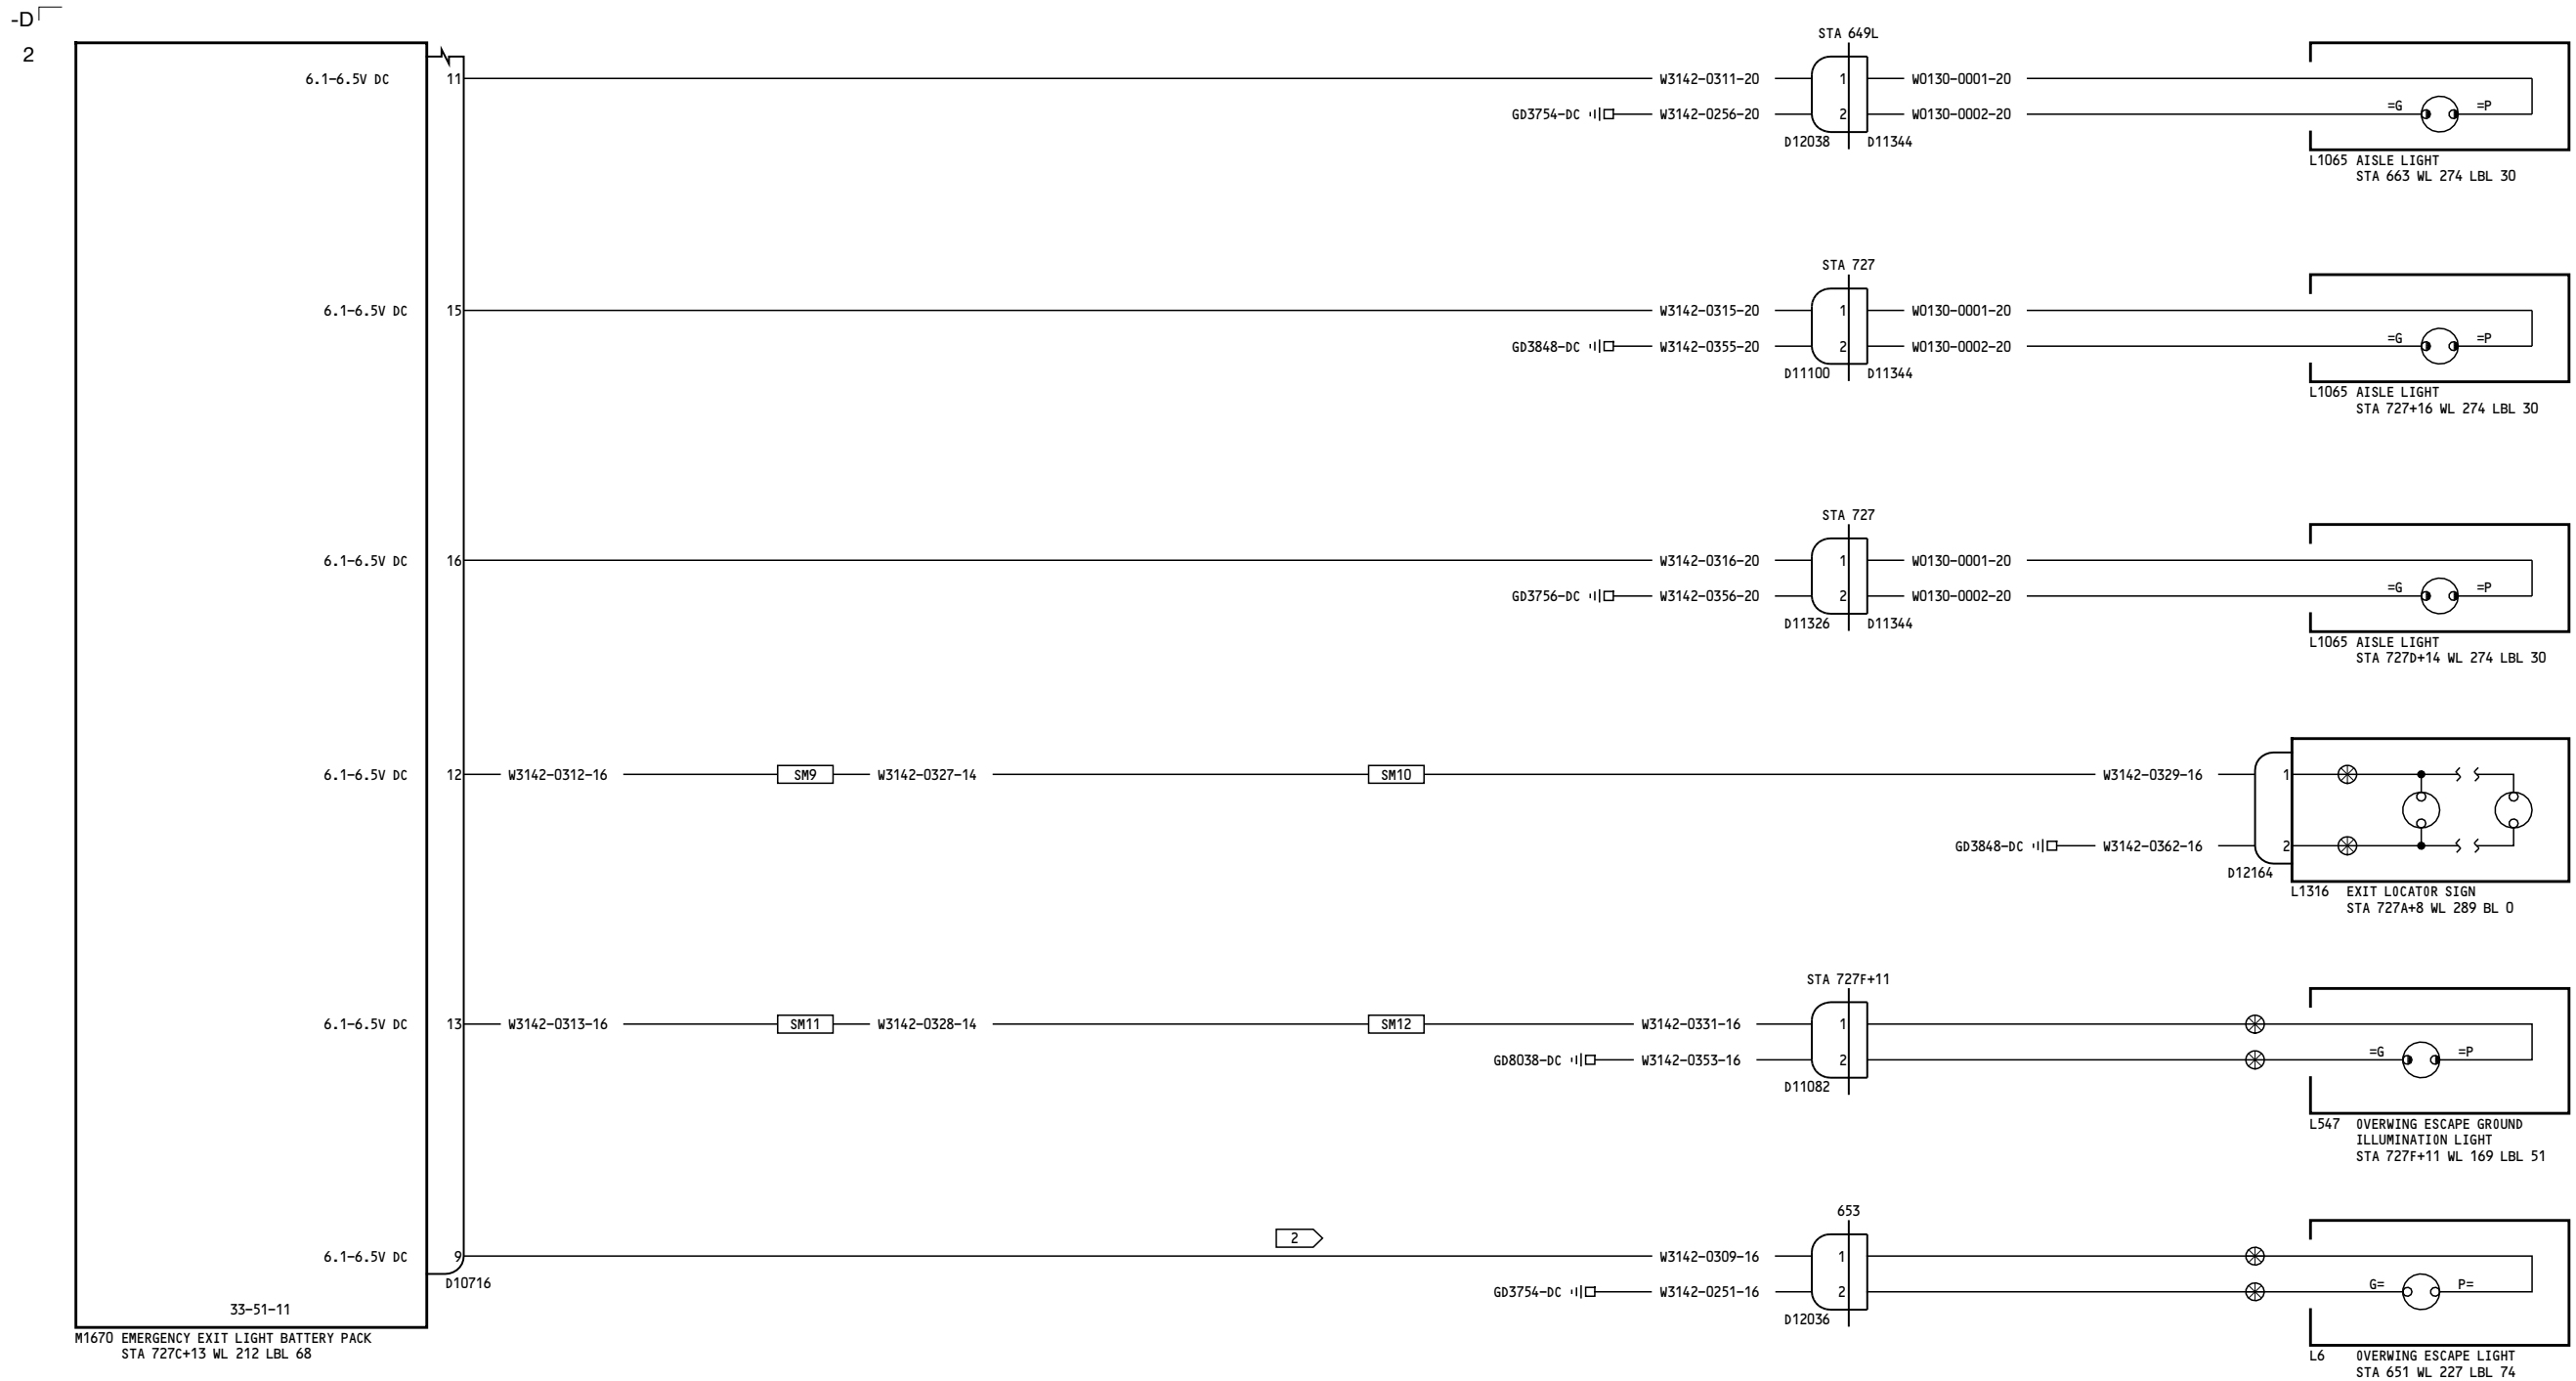 -D
2
STA 649L
6.1-6.5V DC 11 W3142-0311-20 1 W0130-0001-20
GD3754-DC W3142-0256-20 2 W0130-0002-20 =G =P
D12038 D11344
L1065 AISLE LIGHT
STA 663 WL 274 LBL 30
STA 727
6.1-6.5V DC 15 W3142-0315-20 1 W0130-0001-20
GD3848-DC W3142-0355-20 2 W0130-0002-20 =G =P
D11100 D11344
L1065 AISLE LIGHT
STA 727+16 WL 274 LBL 30
STA 727
6.1-6.5V DC 16 W3142-0316-20 1 W0130-0001-20
GD3756-DC W3142-0356-20 2 W0130-0002-20 =G =P
D11326 D11344
L1065 AISLE LIGHT
STA 727D+14 WL 274 LBL 30
6.1-6.5V DC 12 W3142-0312-16 SM9 W3142-0327-14 SM10 W3142-0329-16 1
GD3848-DC W3142-0362-16 2
D12164
L1316 EXIT LOCATOR SIGN
STA 727A+8 WL 289 BL 0
STA 727F+11
6.1-6.5V DC 13 W3142-0313-16 SM11 W3142-0328-14 SM12 W3142-0331-16 1
GD8038-DC W3142-0353-16 2 =G =P
D11082
L547 OVERWING ESCAPE GROUND
ILLUMINATION LIGHT
STA 727F+11 WL 169 LBL 51
653
2
6.1-6.5V DC 9 W3142-0309-16 1
D10716
GD3754-DC W3142-0251-16 2 G= P=
D12036
33-51-11
M1670 EMERGENCY EXIT LIGHT BATTERY PACK
STA 727C+13 WL 212 LBL 68
L6 OVERWING ESCAPE LIGHT
STA 651 WL 227 LBL 74